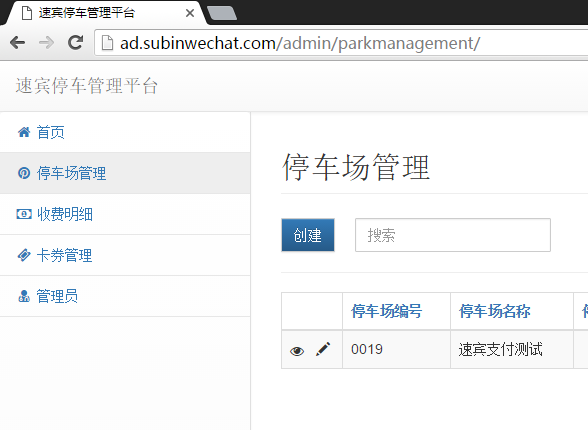 速宾停车管理平台
ad.subinwechat.com/admin/parkmanagement/
速宾停车管理平台
首页
停车场管理
收费明细
卡券管理
管理员
停车场管理
创建 搜索
停车场编号 停车场名称
0019 速宾支付测试